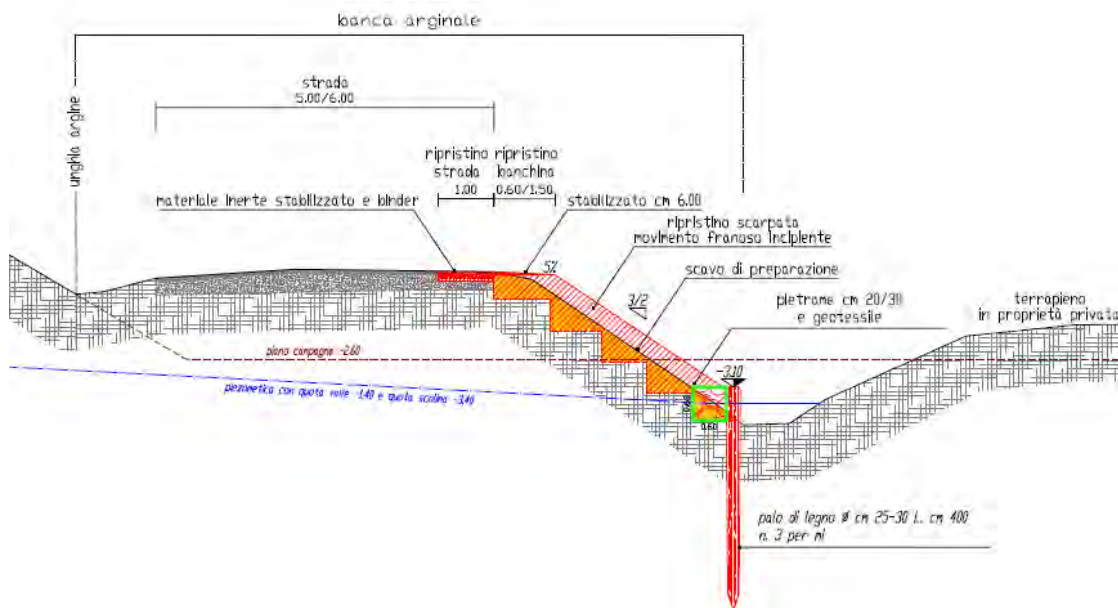 banca arginale
strada
5.00/6.00
unghia argine
ripristino
strada
1.00
ripristino
banchina
0.60/1.50
materiale inerte stabilizzato e binder
stabilizzato cm 6.00
ripristino scarpata
movimento franoso incipiente
5%
scavo di preparazione
3/2
pietrame cm 20/30
e geotessile
terrapieno
in proprietà privata
piano campagna -2.60
-3.10
piezometrica con quota valle -1.40 e quota scolina -3.40
0.60
0.60
palo di legno Ø cm 25-30 L. cm 400
n. 3 per ml